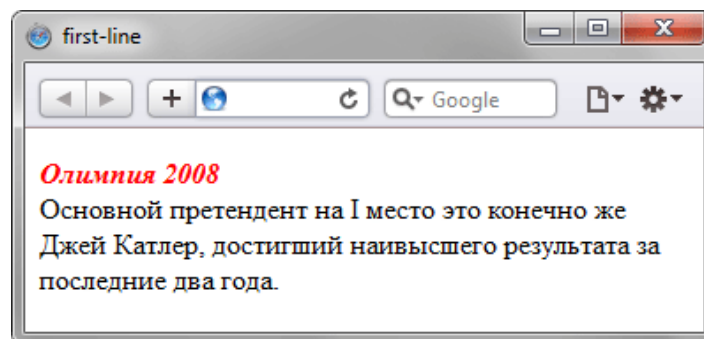 first-line
Google
Олимпия 2008
Основной претендент на I место это конечно же
Джей Катлер, достигший наивысшего результата за
последние два года.